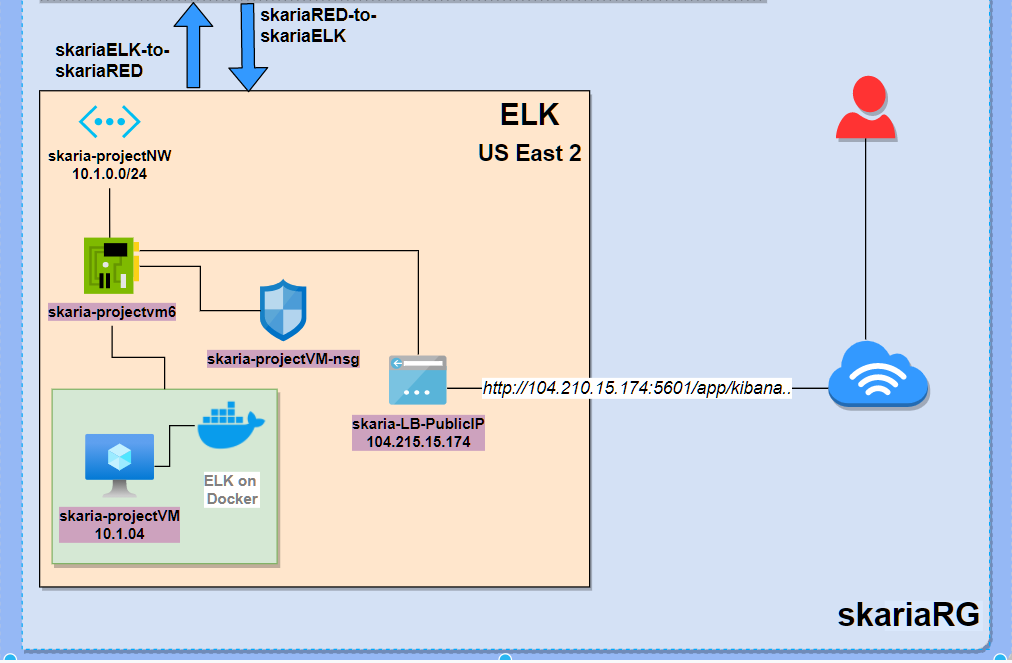 skariaRED-to-
skariaELK
skariaELK-to-
skariaRED
ELK
US East 2
skaria-projectNW
10.1.0.0/24
skaria-projectvm6
skaria-projectVM-nsg
http://104.210.15.174:5601/app/kibana..
skaria-LB-PublicIP
104.215.15.174
ELK on
Docker
skaria-projectVM
10.1.04
skariaRG